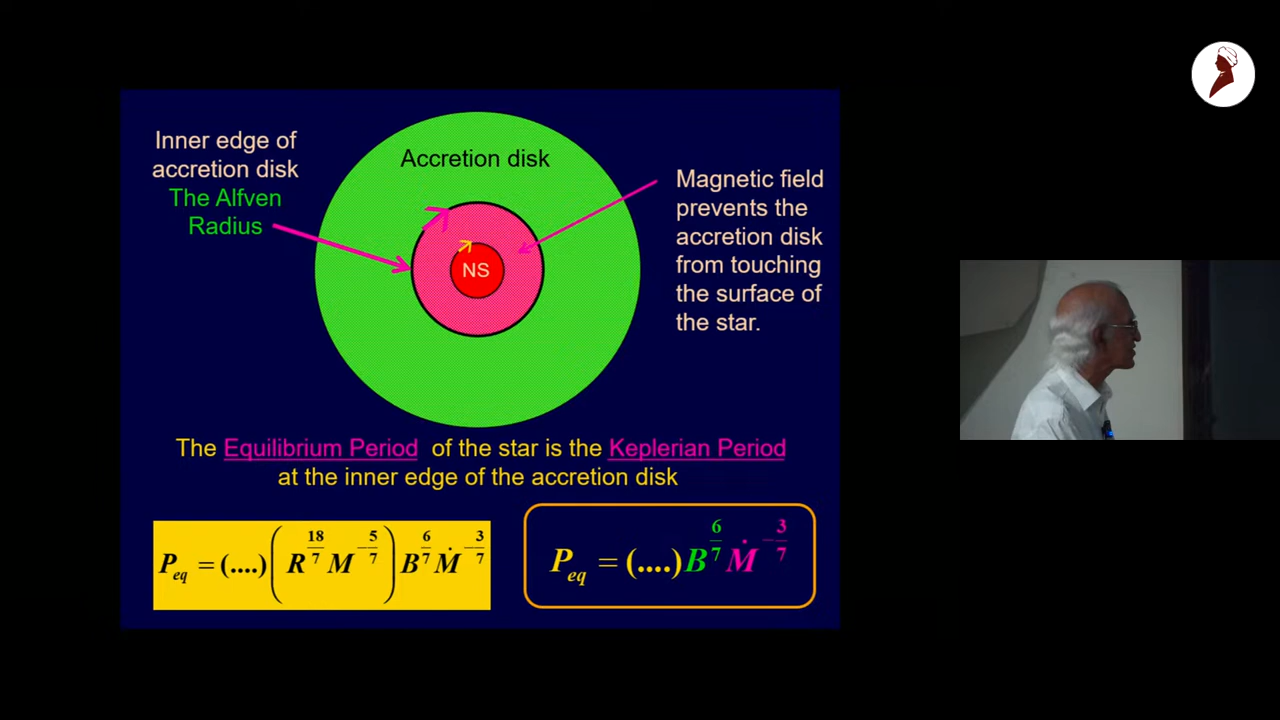 Inner edge of
accretion disk
The Alfven
Radius
Accretion disk
NS
Magnetic field
prevents the
accretion disk
from touching
the surface of
the star.
The Equilibrium Period of the star is the Keplerian Period
at the inner edge of the accretion disk
P_eq = (....) ( R^{18/7} M^{-5/7} ) B^{6/7} Ṁ^{-3/7}
P_eq = (....) B^{6/7} Ṁ^{-3/7}